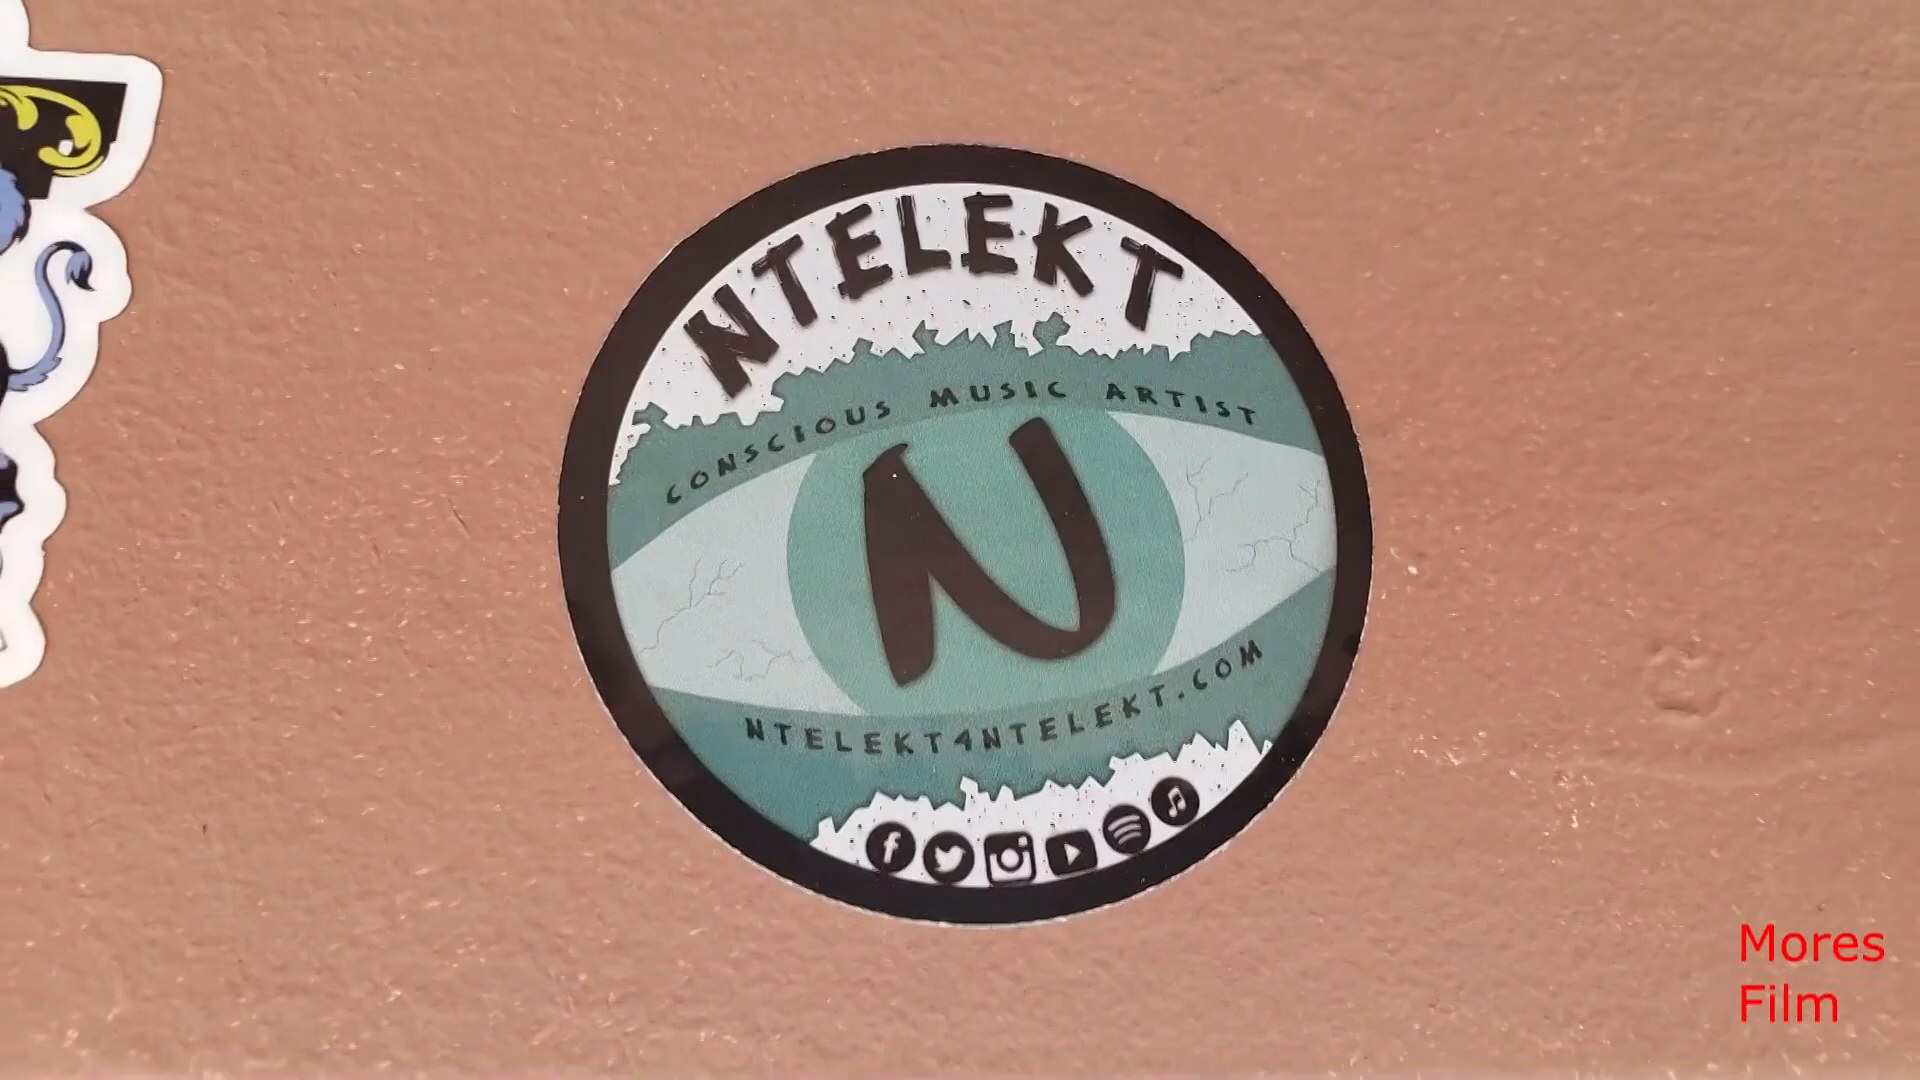 NTELEKT
CONSCIOUS MUSIC ARTIST
N
NTELEKT4NTELEKT.COM
Mores
Film